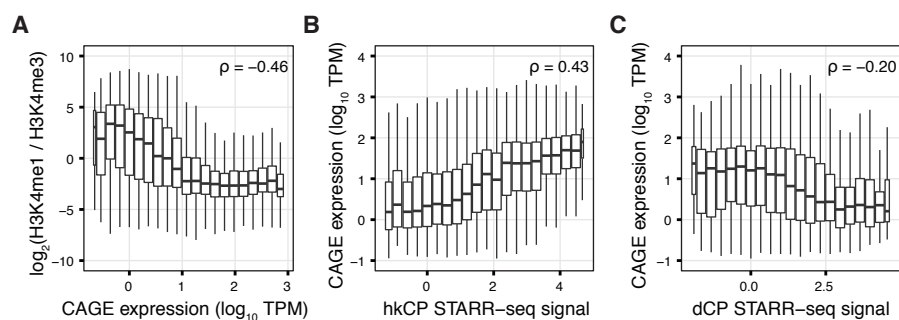 A
ρ = −0.46
10
5
0
−5
−10
log2(H3K4me1 / H3K4me3)
0
1
2
3
CAGE expression (log10 TPM)
B
ρ = 0.43
4
3
2
1
0
−1
CAGE expression (log10 TPM)
0
2
4
hkCP STARR−seq signal
C
ρ = −0.20
4
3
2
1
0
−1
CAGE expression (log10 TPM)
0.0
2.5
dCP STARR−seq signal